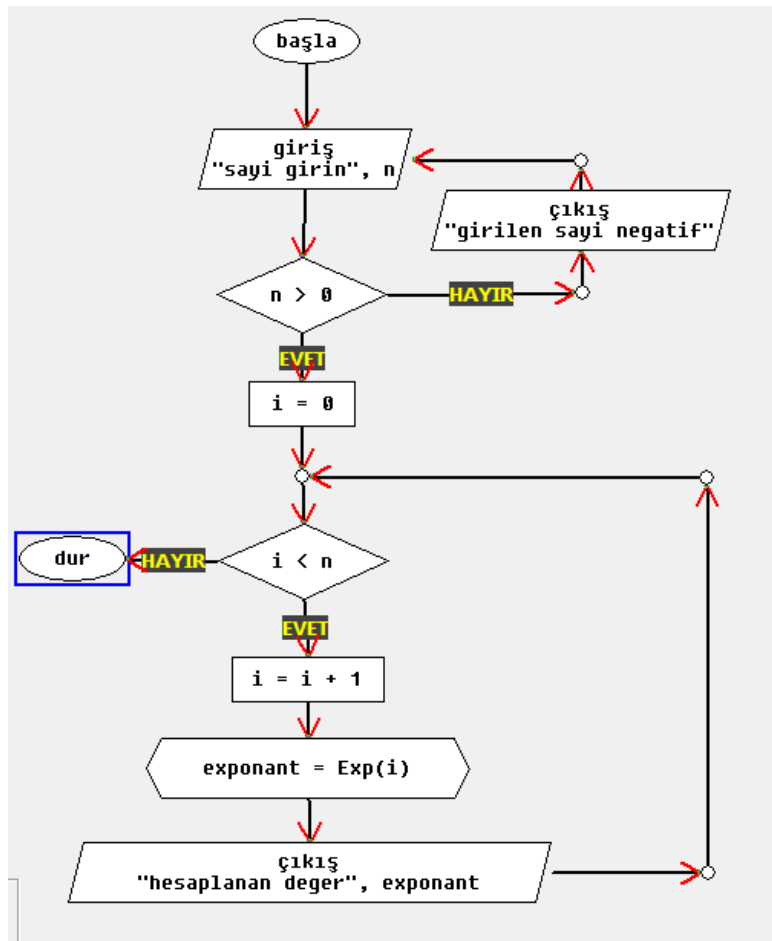 başla
giriş
"sayi girin", n
çıkış
"girilen sayi negatif"
n > 0
HAYIR
EVET
i = 0
dur
HAYIR
i < n
EVET
i = i + 1
exponant = Exp(i)
çıkış
"hesaplanan deger", exponant